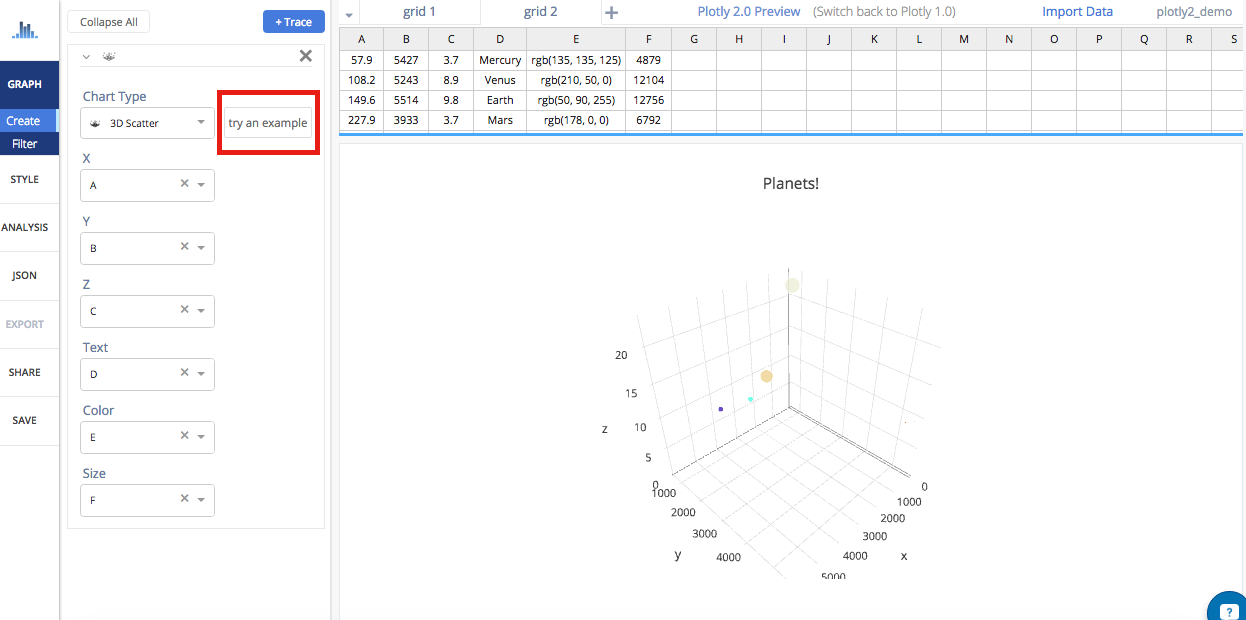 Collapse All
+ Trace
GRAPH
Create
Filter
STYLE
ANALYSIS
JSON
EXPORT
SHARE
SAVE
Chart Type
3D Scatter
try an example
X
A
Y
B
Z
C
Text
D
Color
E
Size
F
grid 1 grid 2 Plotly 2.0 Preview (Switch back to Plotly 1.0) Import Data plotly2_demo
A B C D E F G H I J K L M N O P Q R S
57.9 5427 3.7 Mercury rgb(135, 135, 125) 4879
108.2 5243 8.9 Venus rgb(210, 50, 0) 12104
149.6 5514 9.8 Earth rgb(50, 90, 255) 12756
227.9 3933 3.7 Mars rgb(178, 0, 0) 6792
Planets!
20
15
10
5
0
z
1000
2000
3000
4000
y
0
1000
2000
3000
4000
5000
x
?